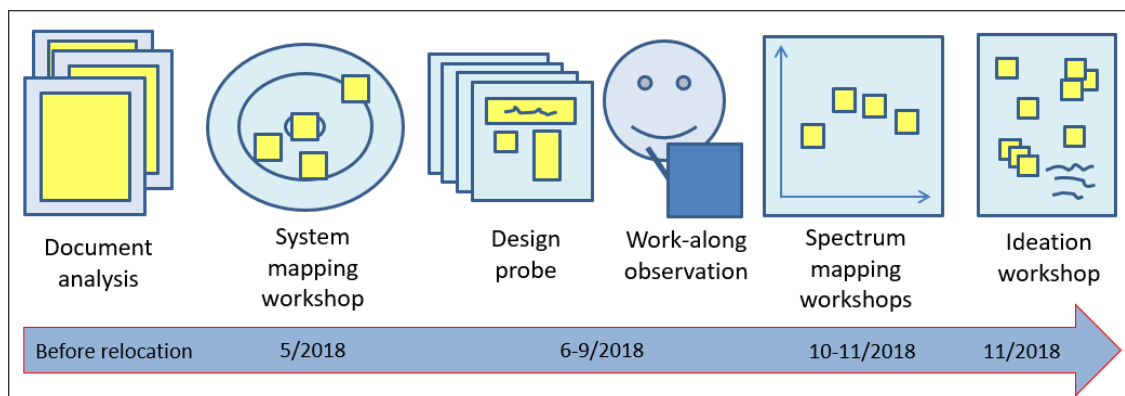 Document
analysis
System
mapping
workshop
Design
probe
Work-along
observation
Spectrum
mapping
workshops
Ideation
workshop
Before relocation
5/2018
6-9/2018
10-11/2018
11/2018